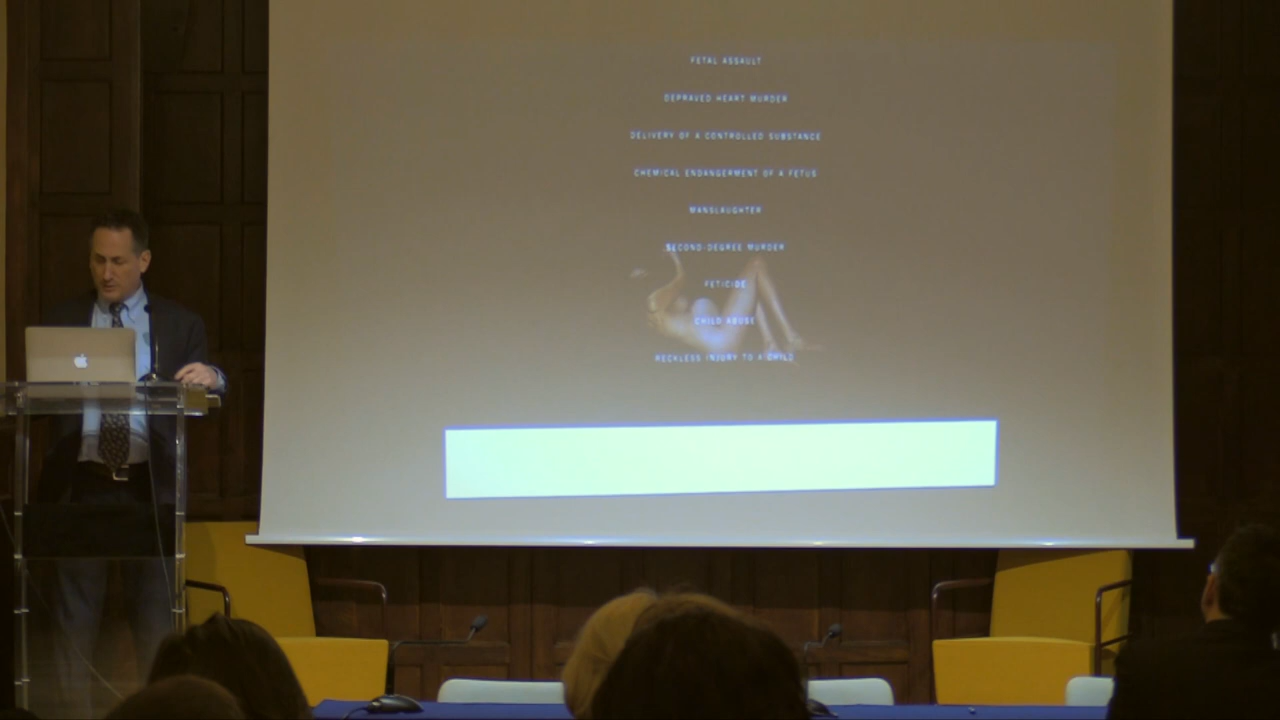 FETAL ASSAULT
DEPRAVED HEART MURDER
DELIVERY OF A CONTROLLED SUBSTANCE
CHEMICAL ENDANGERMENT OF A FETUS
MANSLAUGHTER
SECOND-DEGREE MURDER
FETICIDE
CHILD ABUSE
RECKLESS INJURY TO A CHILD